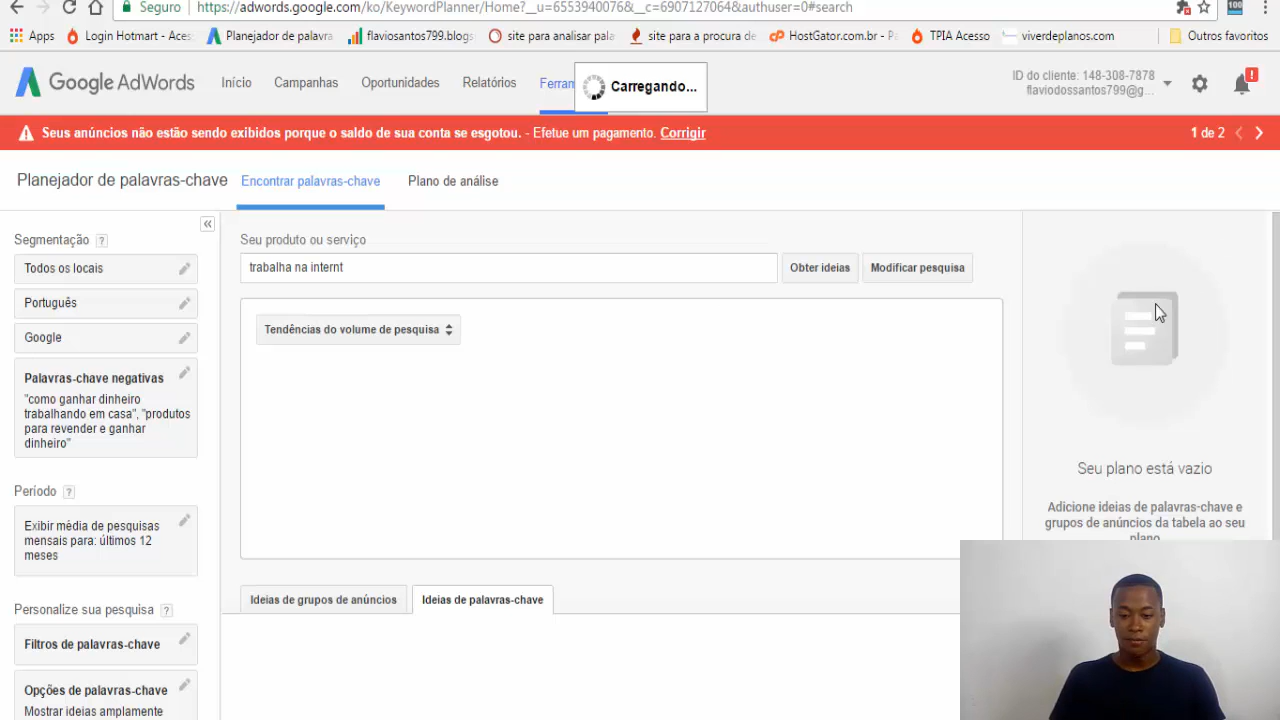 Seguro
https://adwords.google.com/ko/KeywordPlanner/Home?__u=6553940076&__c=6907127064&authuser=0#search
Apps
Login Hotmart - Aces
Planejador de palavra
flaviosantos799.blogs
site para analisar pala
site para a procura de
HostGator.com.br - Pa
TPIA Acesso
viverdeplanos.com
Outros favoritos
100
Google AdWords
Início
Campanhas
Oportunidades
Relatórios
Ferram
Carregando...
ID do cliente: 148-308-7878
flaviodossantos799@g...
!
Seus anúncios não estão sendo exibidos porque o saldo de sua conta se esgotou. - Efetue um pagamento. Corrigir
1 de 2
Planejador de palavras-chave
Encontrar palavras-chave
Plano de análise
Segmentação ?
Todos os locais
Português
Google
Palavras-chave negativas
"como ganhar dinheiro
trabalhando em casa", "produtos
para revender e ganhar
dinheiro"
Período ?
Exibir média de pesquisas
mensais para: últimos 12
meses
Personalize sua pesquisa ?
Filtros de palavras-chave
Opções de palavras-chave
Mostrar ideias amplamente
Seu produto ou serviço
trabalha na internt
Obter ideias
Modificar pesquisa
Tendências do volume de pesquisa
Ideias de grupos de anúncios
Ideias de palavras-chave
Seu plano está vazio
Adicione ideias de palavras-chave e
grupos de anúncios da tabela ao seu
plano